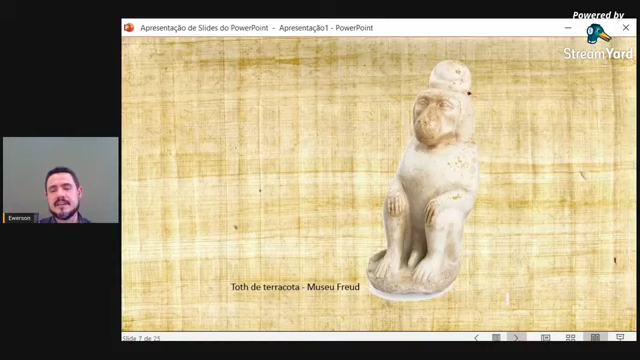 Powered by
StreamYard
Apresentação de Slides do PowerPoint - Apresentação1 - PowerPoint
Ewerson
Toth de terracota - Museu Freud
Slide 7 de 25